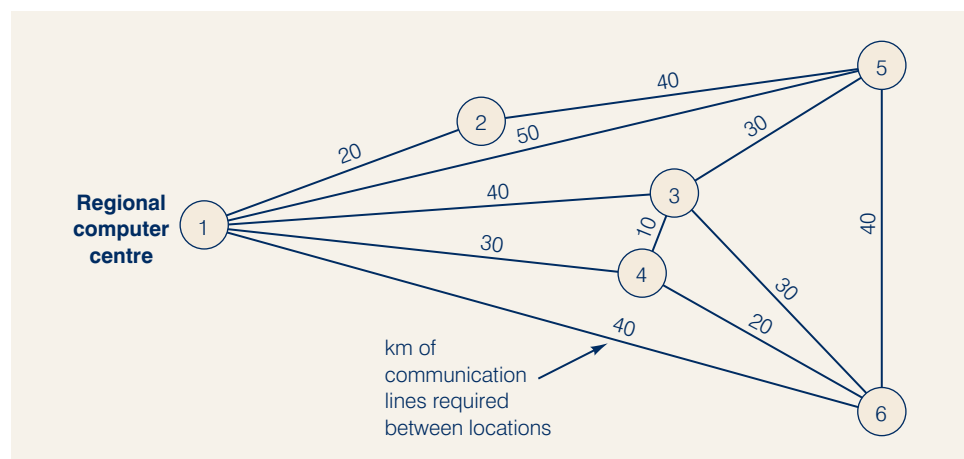 5
40
2
50
30
20
Regional
computer
centre
40
3
1
10
40
30
4
30
20
40
km of
communication
lines required
between locations
6